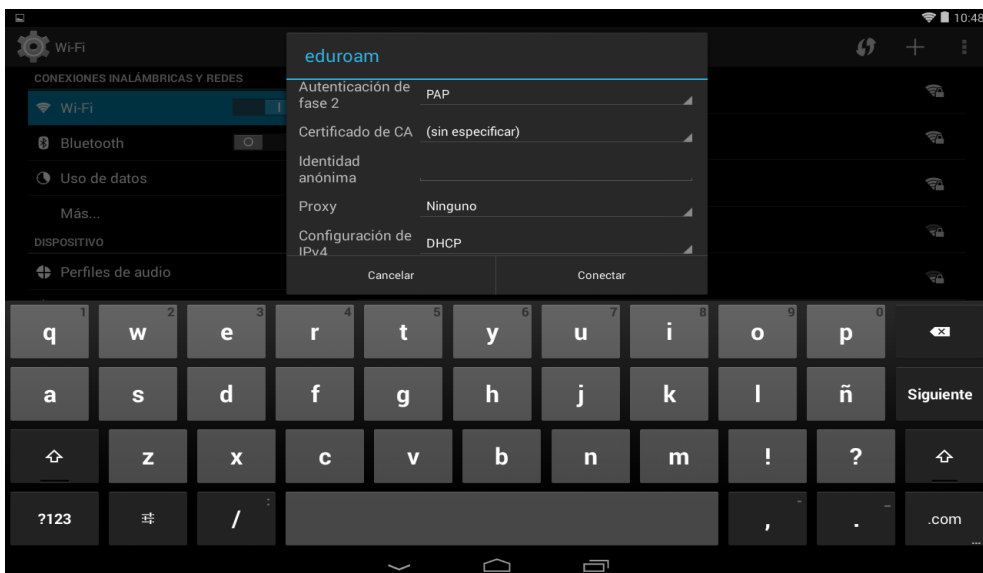 10:48
Wi-Fi
CONEXIONES INALÁMBRICAS Y REDES
Wi-Fi
Bluetooth
Uso de datos
Más...
DISPOSITIVO
Perfiles de audio
eduroam
Autenticación de
fase 2
PAP
Certificado de CA (sin especificar)
Identidad
anónima
Proxy Ninguno
Configuración de
IPv4
DHCP
Cancelar Conectar
1 2 3 4 5 6 7 8 9 0
q w e r t y u i o p
a s d f g h j k l ñ Siguiente
z x c v b n m ! ?
?123 / : , - . _ .com ...